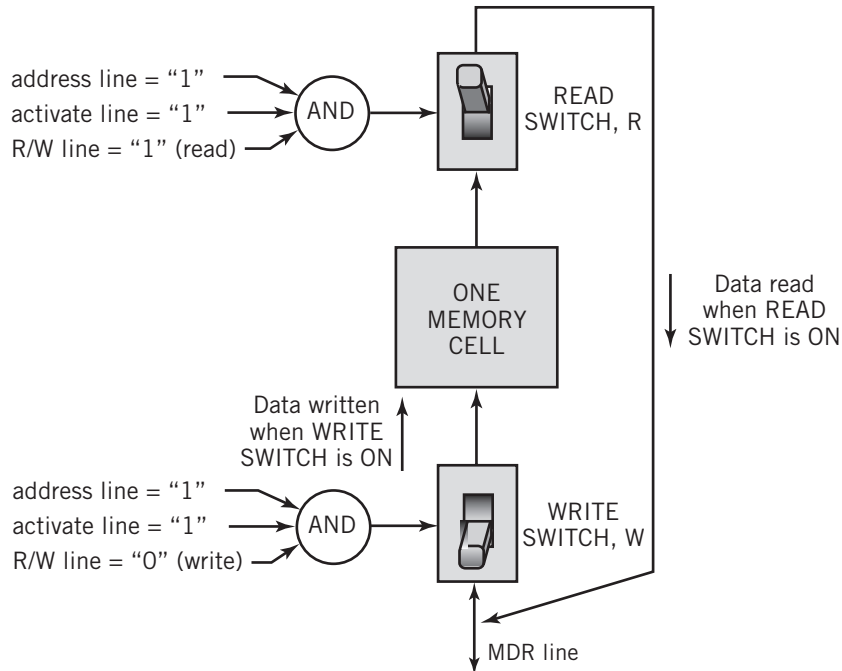 address line = “1”
activate line = “1”
R/W line = “1” (read)
AND
READ
SWITCH, R
ONE
MEMORY
CELL
Data read
when READ
SWITCH is ON
Data written
when WRITE
SWITCH is ON
address line = “1”
activate line = “1”
R/W line = “0” (write)
AND
WRITE
SWITCH, W
MDR line